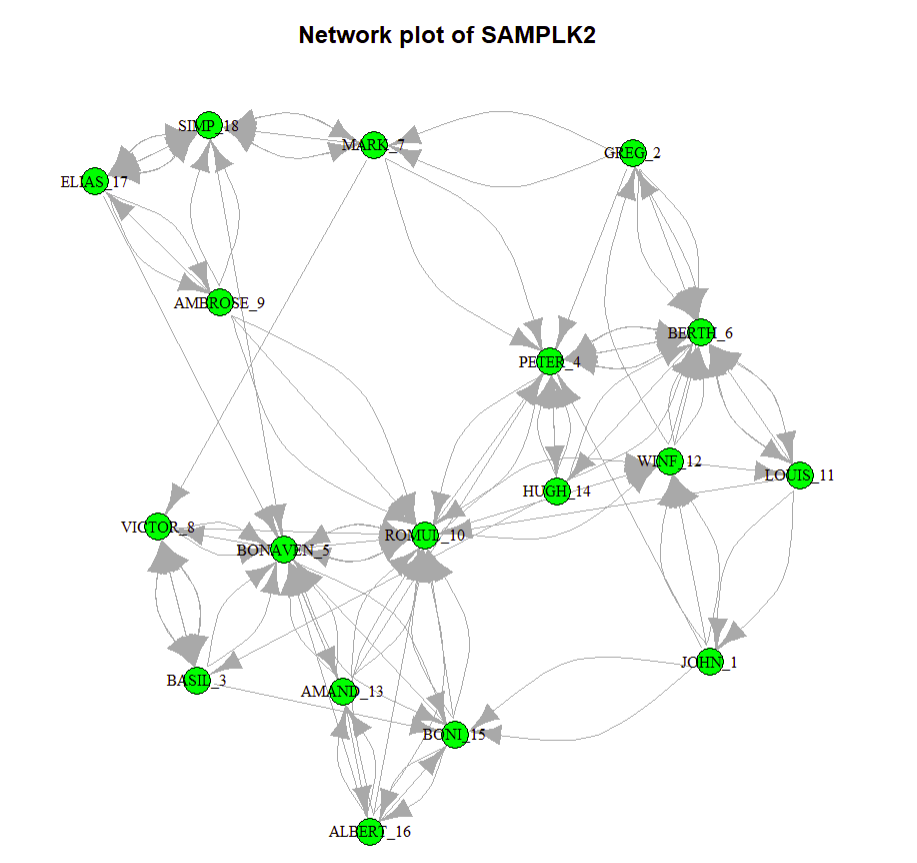 Network plot of SAMPLK2
SIMP_18
MARK_7
GREG_2
ELIAS_17
AMBROSE_9
BERTH_6
PETER_4
WINF_12
LOUIS_11
HUGH_14
VICTOR_8
ROMUL_10
BONAVEN_5
JOHN_1
BASIL_3
AMAND_13
BONI_15
ALBERT_16